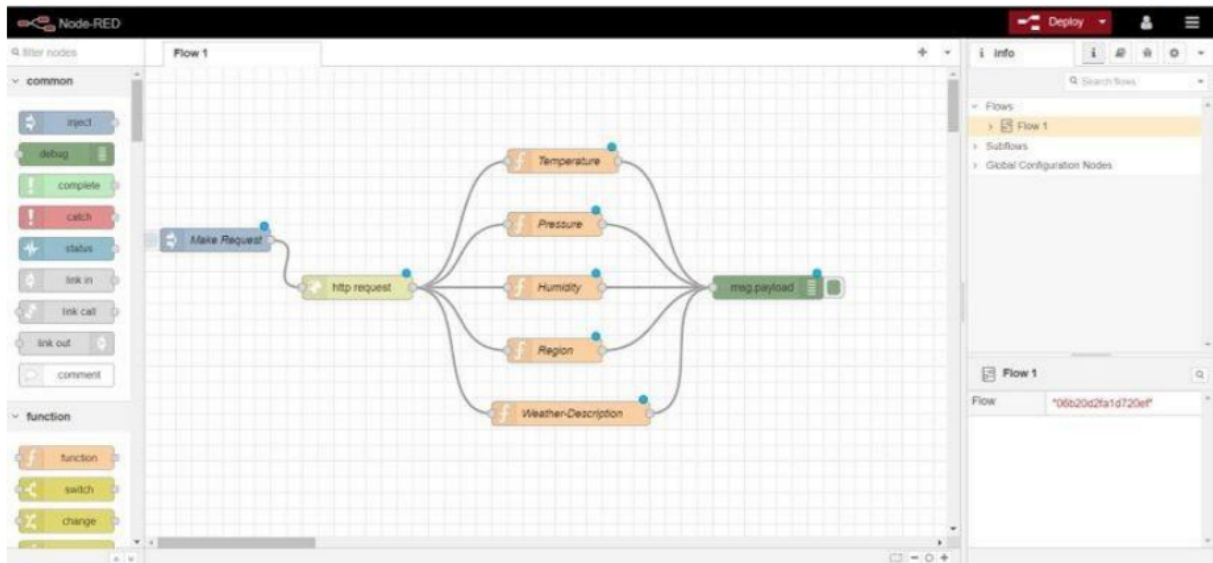 Node-RED
Deploy
filter nodes
Flow 1
i info
i
Search flows
common
Flows
Flow 1
Subflows
Global Configuration Nodes
inject
debug
complete
catch
status
link in
link call
link out
comment
function
function
switch
change
Make Request
http request
Temperature
Pressure
Humidity
Region
Weather-Description
msg.payload
Flow 1
Flow "06b20d2fa1d720ef"